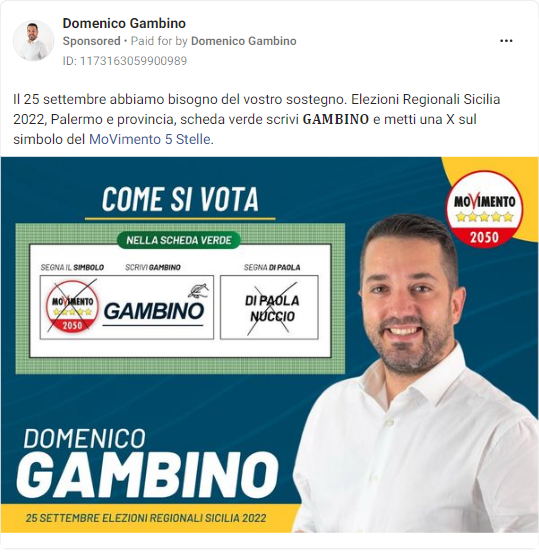 Domenico Gambino
Sponsored • Paid for by Domenico Gambino
ID: 1173163059900989
Il 25 settembre abbiamo bisogno del vostro sostegno. Elezioni Regionali Sicilia
2022, Palermo e provincia, scheda verde scrivi GAMBINO e metti una X sul
simbolo del MoVimento 5 Stelle.
COME SI VOTA
MOVIMENTO
2050
NELLA SCHEDA VERDE
SEGNA IL SIMBOLO SCRIVI GAMBINO SEGNA DI PAOLA
MOVIMENTO
2050
GAMBINO
DI PAOLA
NUCCIO
DOMENICO
GAMBINO
25 SETTEMBRE ELEZIONI REGIONALI SICILIA 2022